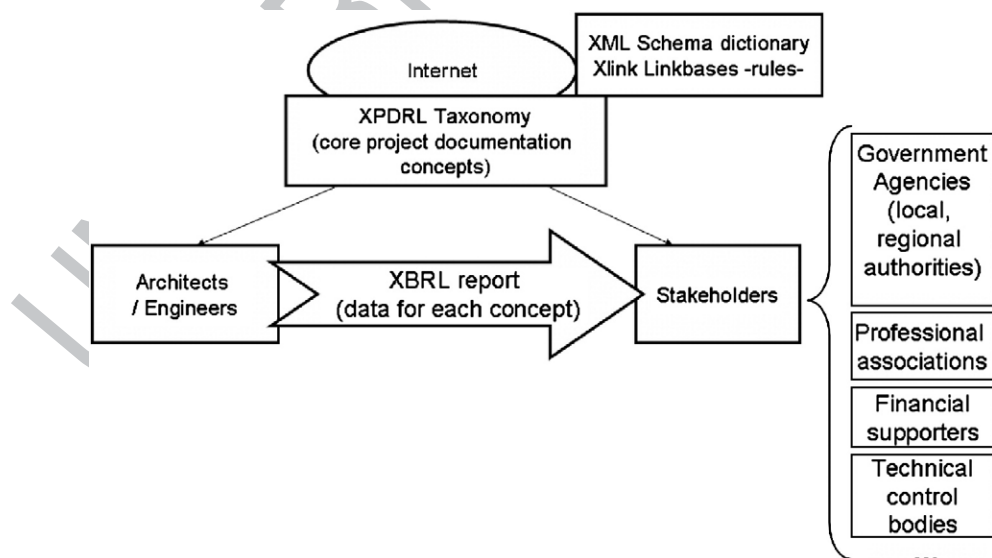 Internet
XML Schema dictionary
Xlink Linkbases -rules-
XPDRL Taxonomy
(core project documentation
concepts)
Architects
/ Engineers
XBRL report
(data for each concept)
Stakeholders
Government
Agencies
(local,
regional
authorities)
Professional
associations
Financial
supporters
Technical
control
bodies
...